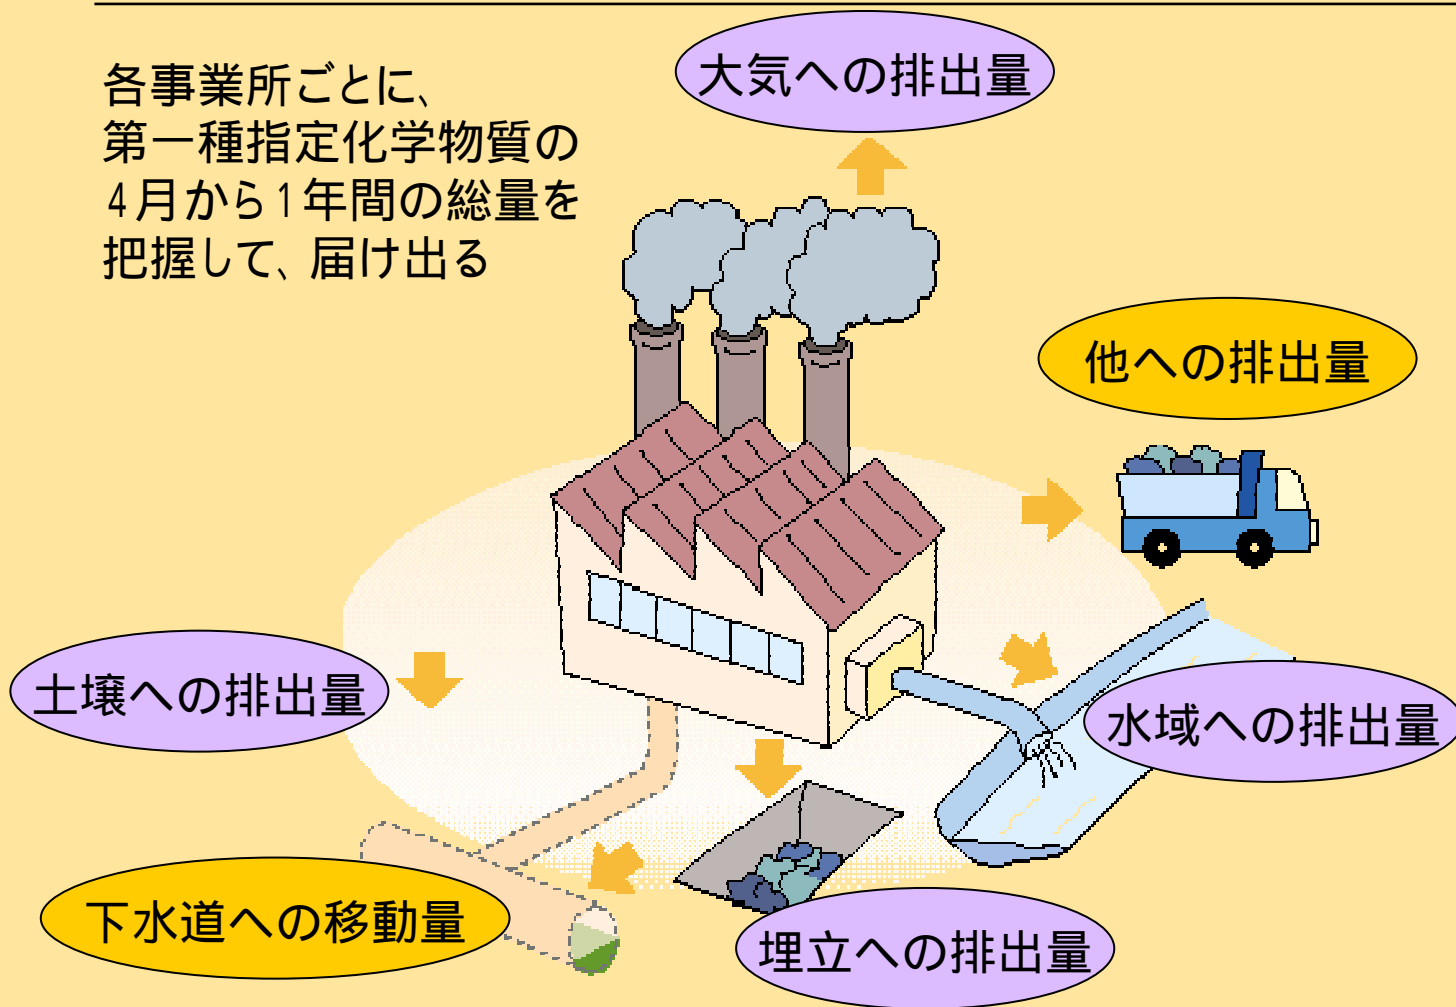 各事業所ごとに、
第一種指定化学物質の
4月から1年間の総量を
把握して、届け出る
大気への排出量
他への排出量
土壌への排出量
水域への排出量
下水道への移動量
埋立への排出量